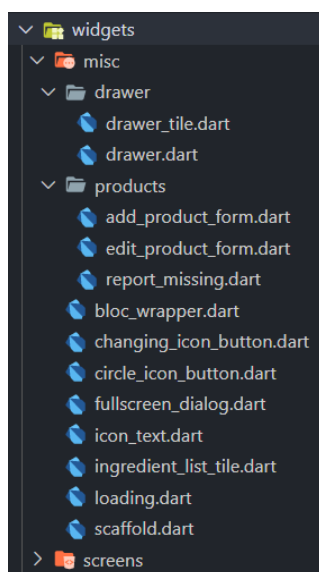 widgets
misc
drawer
drawer_tile.dart
drawer.dart
products
add_product_form.dart
edit_product_form.dart
report_missing.dart
bloc_wrapper.dart
changing_icon_button.dart
circle_icon_button.dart
fullscreen_dialog.dart
icon_text.dart
ingredient_list_tile.dart
loading.dart
scaffold.dart
screens